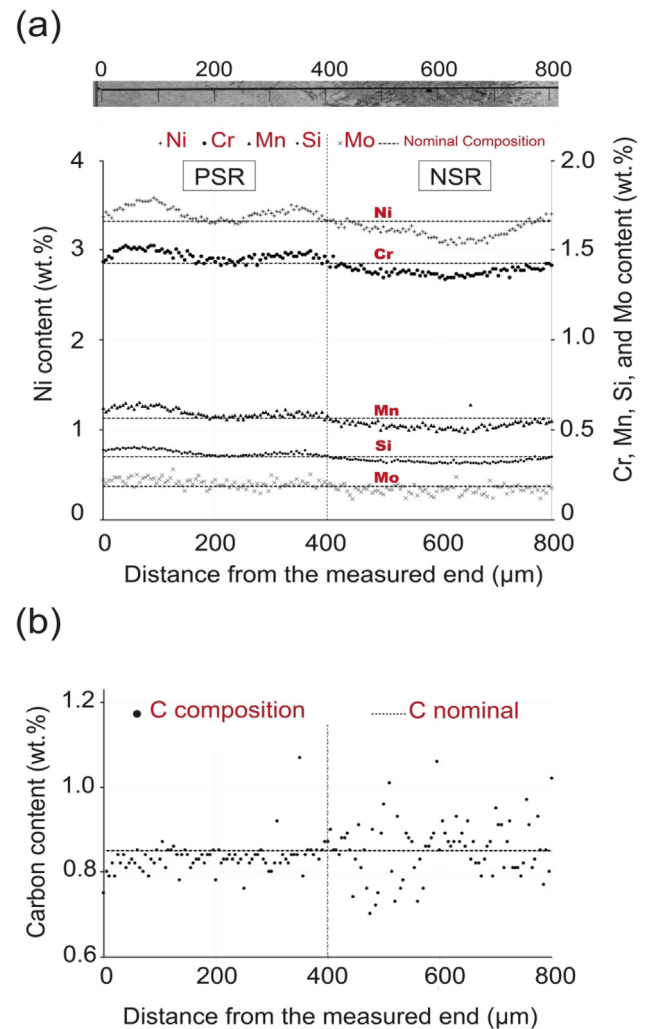 (a)
0 200 400 600 800
Ni Cr Mn Si Mo Nominal Composition
4 2.0
PSR NSR
Ni
3 1.5
Cr
2 1.0
Mn
1 0.5
Si
Mo
0 0
0 200 400 600 800
Ni content (wt.%)
Cr, Mn, Si, and Mo content (wt.%)
Distance from the measured end (μm)
(b)
1.2
C composition C nominal
1.0
0.8
0.6
0 200 400 600 800
Carbon content (wt.%)
Distance from the measured end (μm)